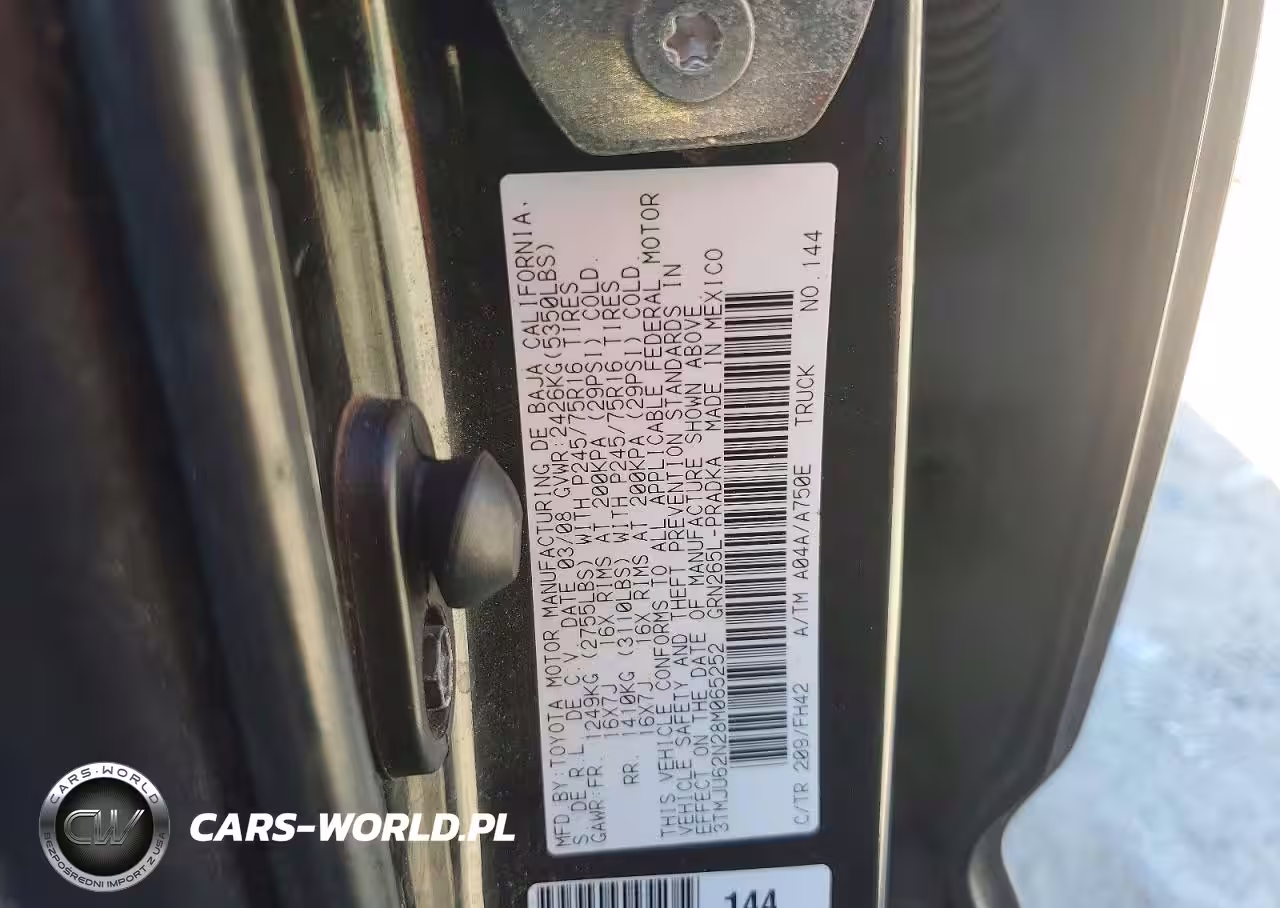 MFD BY: TOYOTA MOTOR MANUFACTURING DE BAJA CALIFORNIA,
S. DE R.L. DE C.V. DATE 03/08 GVWR: 2426KG(5350LBS)
GAWR: FR. 1249KG (2755LBS) WITH P245/75R16 TIRES
16X7J 16X RIMS AT 200KPA (29PSI) COLD.
RR. 1410KG (3110LBS) WITH P245/75R16 TIRES
16X7J 16X RIMS AT 200KPA (29PSI) COLD.
THIS VEHICLE CONFORMS TO ALL APPLICABLE FEDERAL MOTOR
VEHICLE SAFETY AND THEFT PREVENTION STANDARDS IN
EFFECT ON THE DATE OF MANUFACTURE SHOWN ABOVE.
3TMJU62N28M065252 GRN265L-PRADKA MADE IN MEXICO
C/TR 209/FH42 A/TM A04A/A750E TRUCK NO. 144
144
CARS-WORLD
CW
BEZPOŚREDNI IMPORT Z USA
CARS-WORLD.PL